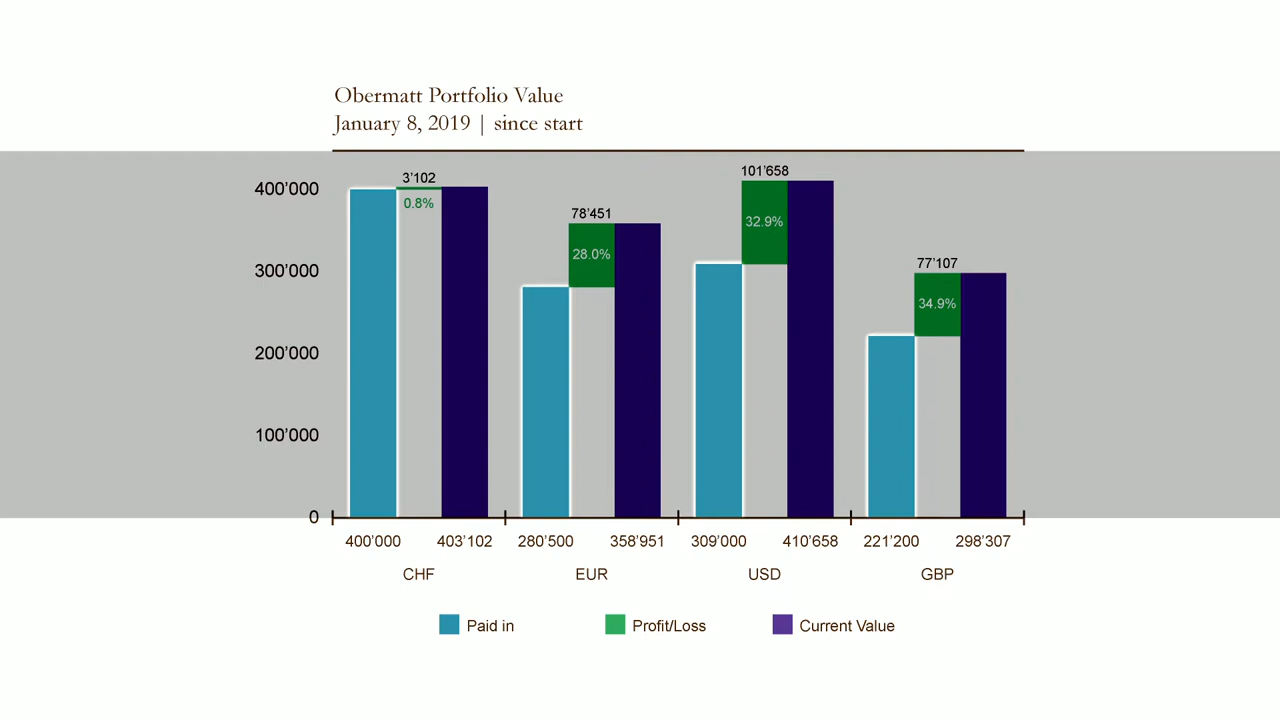 Obermatt Portfolio Value
January 8, 2019 | since start
400’000
300’000
200’000
100’000
0
3’102
0.8%
78’451
28.0%
101’658
32.9%
77’107
34.9%
400’000 403’102 280’500 358’951 309’000 410’658 221’200 298’307
CHF EUR USD GBP
Paid in Profit/Loss Current Value